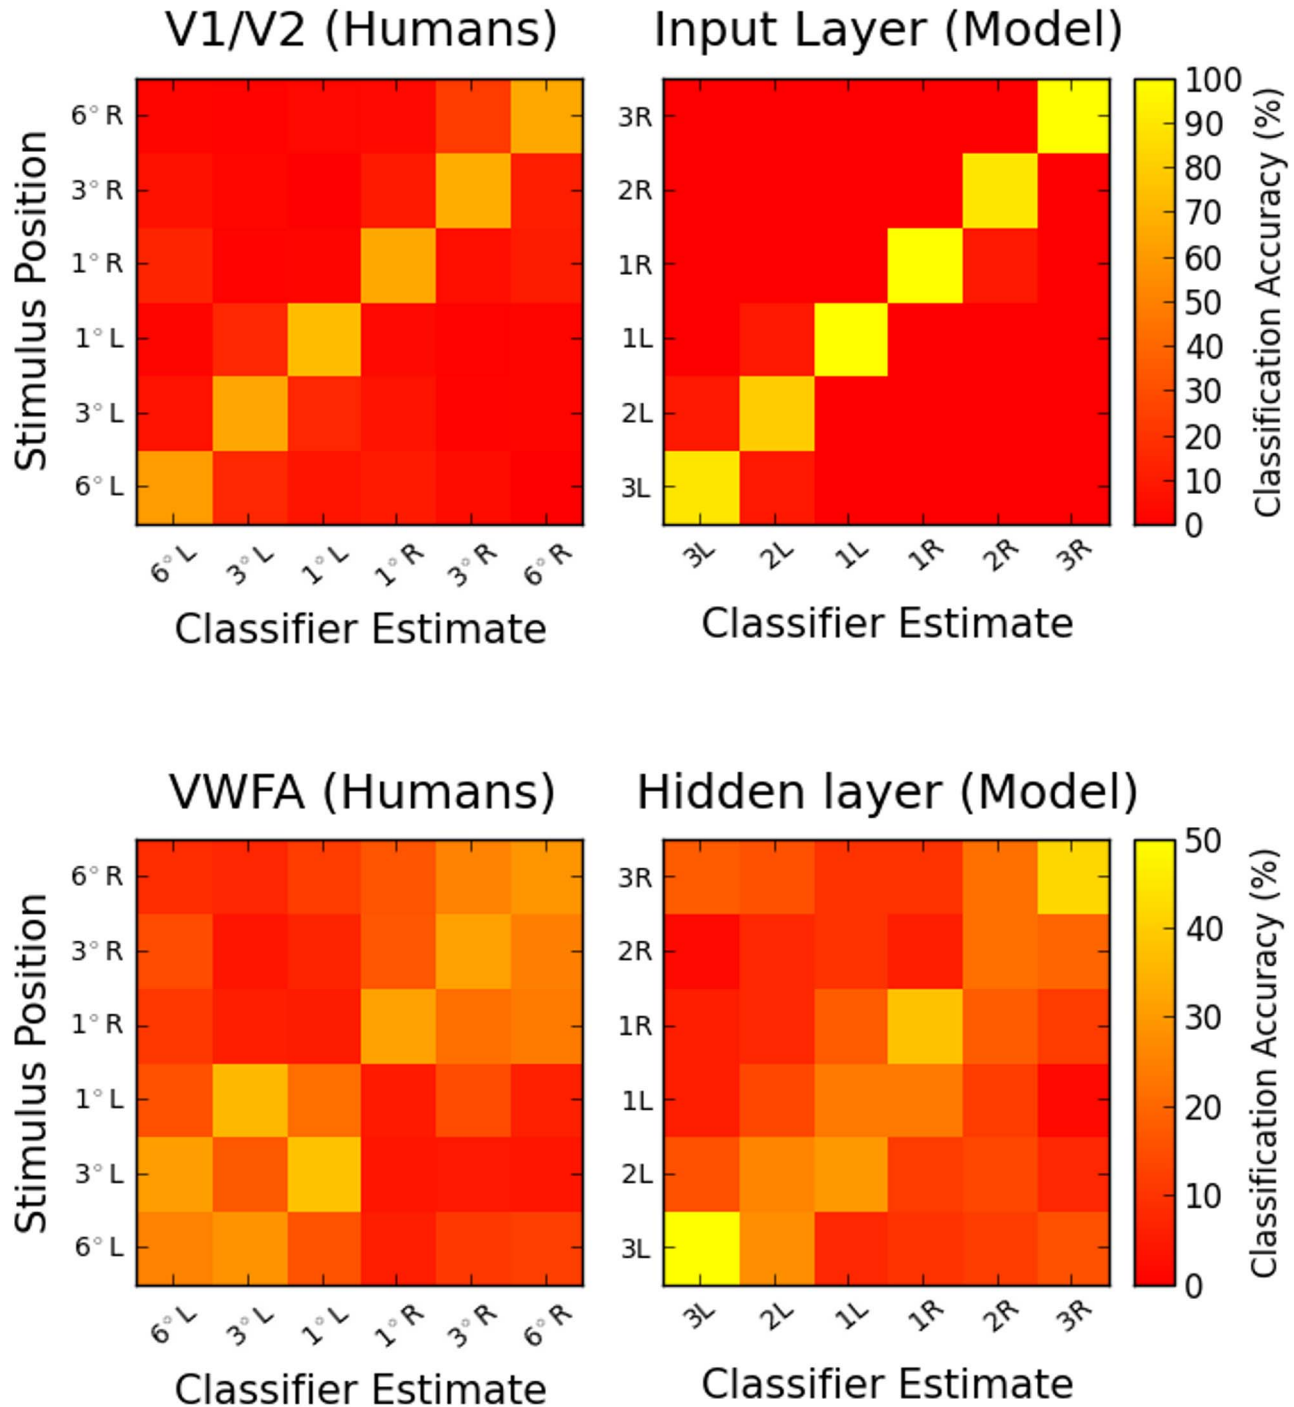 V1/V2 (Humans)
Input Layer (Model)
Stimulus Position
6°R
3°R
1°R
1°L
3°L
6°L
6°L 3°L 1°L 1°R 3°R 6°R
Classifier Estimate
3R
2R
1R
1L
2L
3L
3L 2L 1L 1R 2R 3R
Classifier Estimate
100
90
80
70
60
50
40
30
20
10
0
Classification Accuracy (%)
VWFA (Humans)
Hidden layer (Model)
Stimulus Position
6°R
3°R
1°R
1°L
3°L
6°L
6°L 3°L 1°L 1°R 3°R 6°R
Classifier Estimate
3R
2R
1R
1L
2L
3L
3L 2L 1L 1R 2R 3R
Classifier Estimate
50
40
30
20
10
0
Classification Accuracy (%)